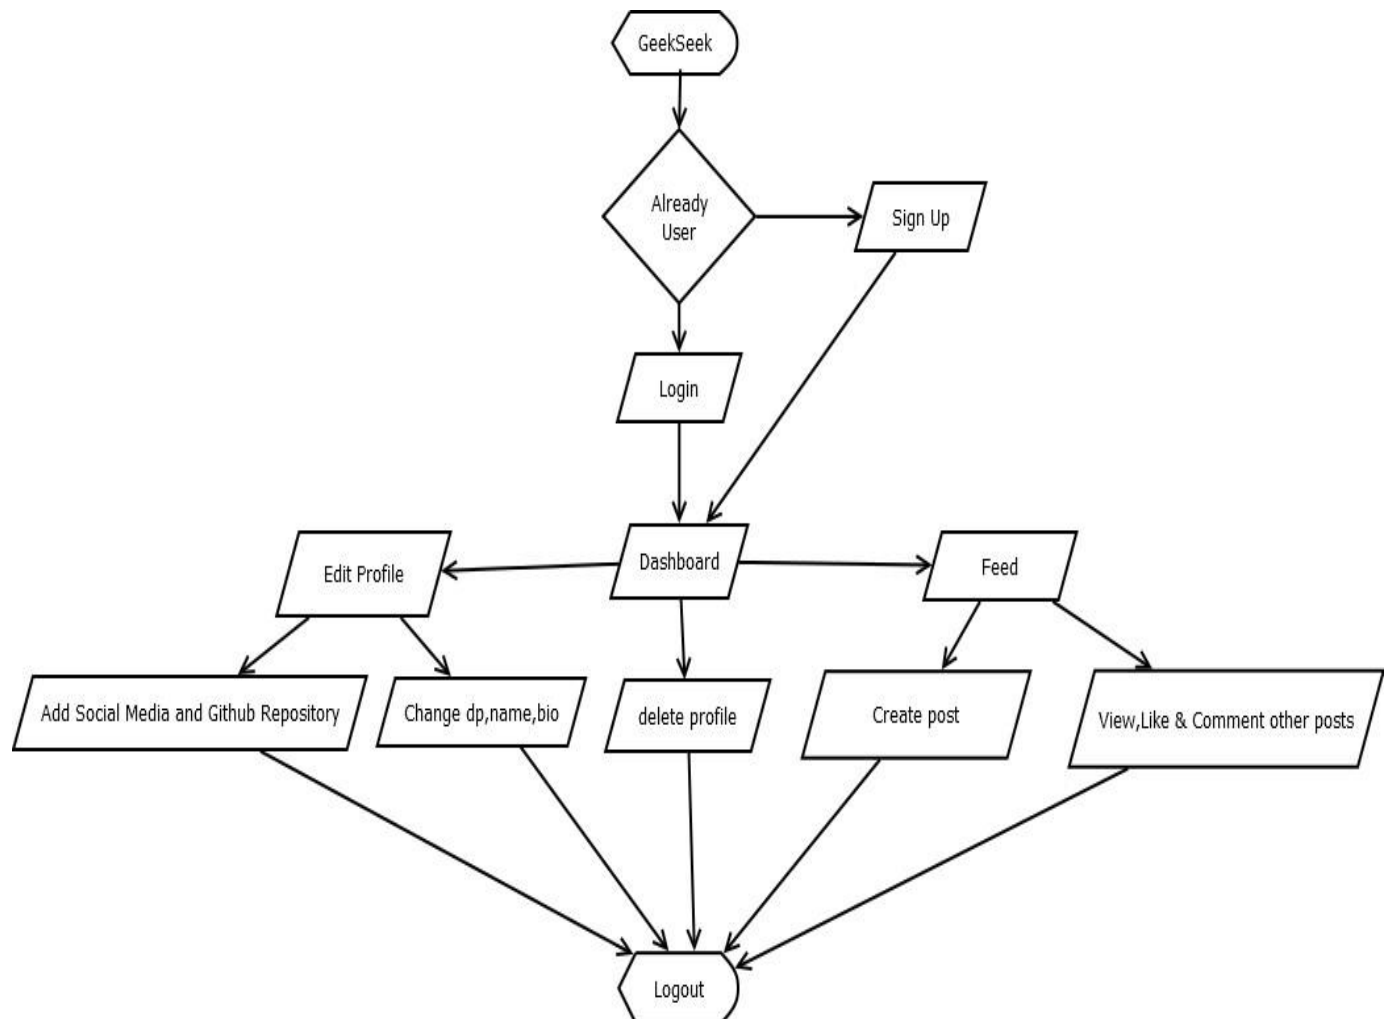 GeekSeek
Already
User
Sign Up
Login
Edit Profile
Dashboard
Feed
Add Social Media and Github Repository
Change dp,name,bio
delete profile
Create post
View,Like & Comment other posts
Logout